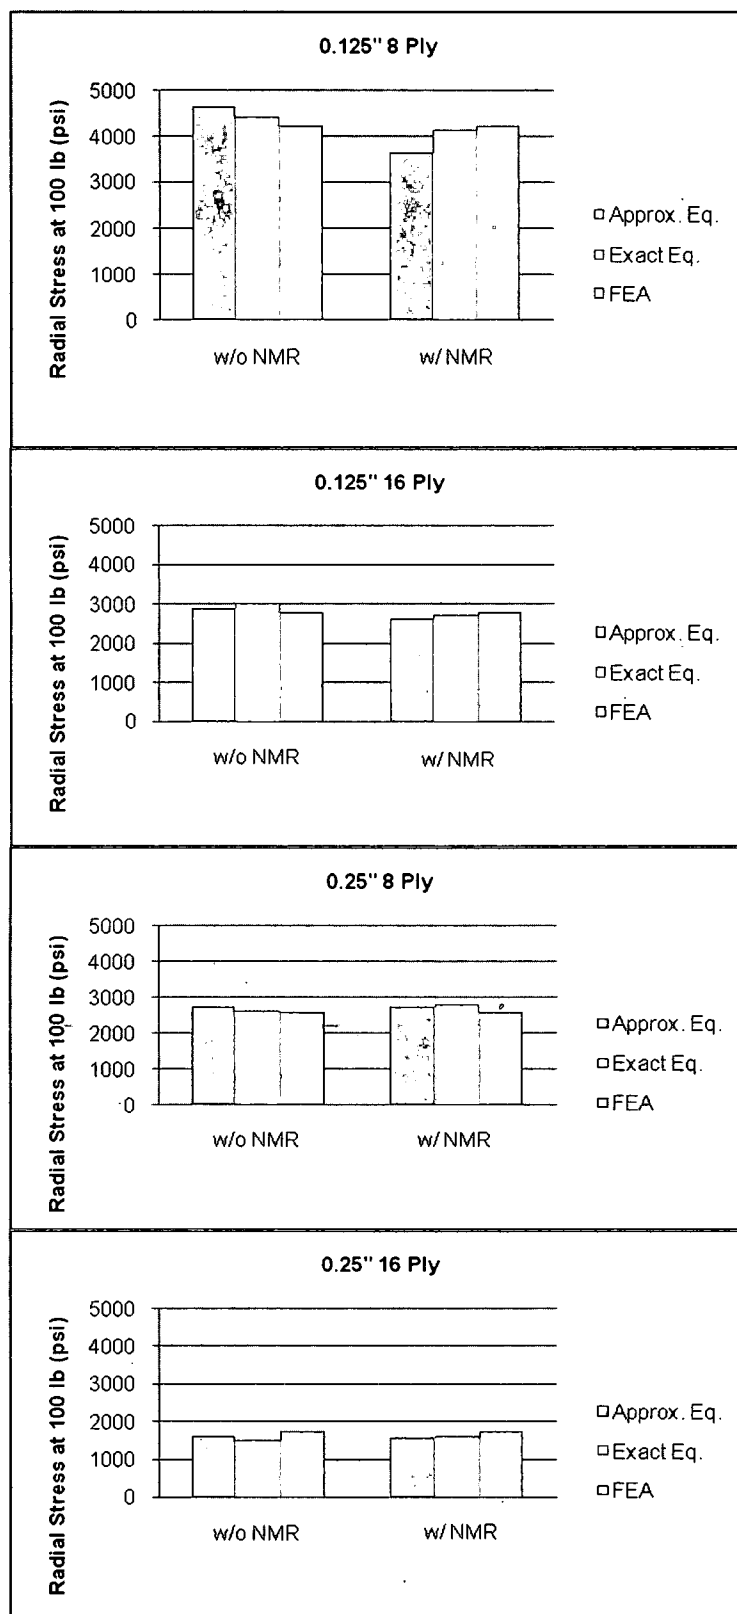 0.125" 8 Ply
Radial Stress at 100 lb (psi)
5000
4000
3000
2000
1000
0
w/o NMR
w/ NMR
Approx. Eq.
Exact Eq.
FEA
0.125" 16 Ply
Radial Stress at 100 lb (psi)
5000
4000
3000
2000
1000
0
w/o NMR
w/ NMR
Approx. Eq.
Exact Eq.
FEA
0.25" 8 Ply
Radial Stress at 100 lb (psi)
5000
4000
3000
2000
1000
0
w/o NMR
w/ NMR
Approx. Eq.
Exact Eq.
FEA
0.25" 16 Ply
Radial Stress at 100 lb (psi)
5000
4000
3000
2000
1000
0
w/o NMR
w/ NMR
Approx. Eq.
Exact Eq.
FEA